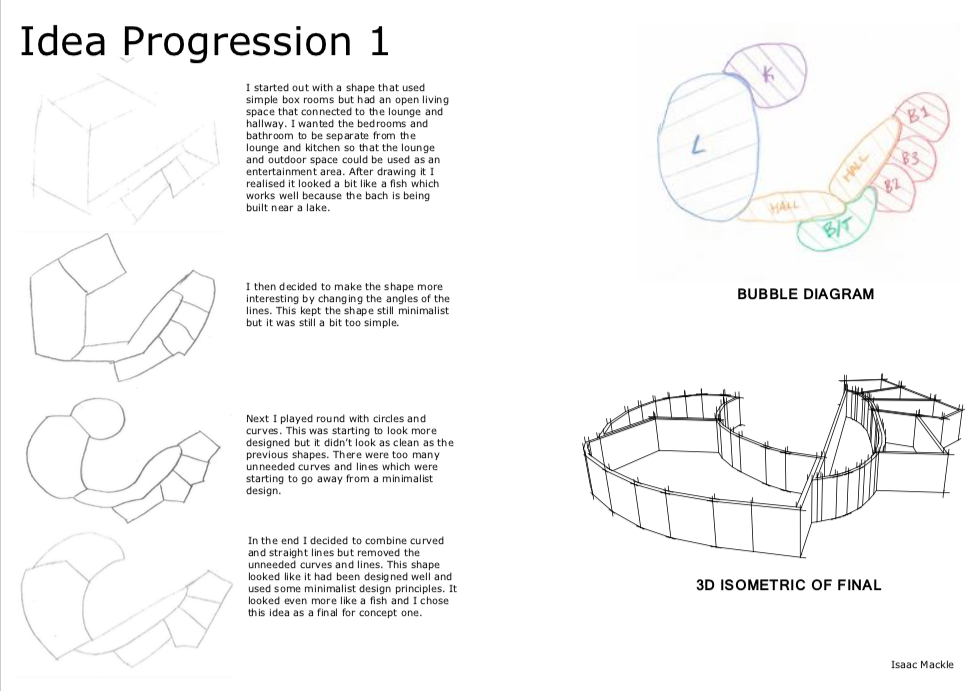 Idea Progression 1
I started out with a shape that used
simple box rooms but had an open living
space that connected to the lounge and
hallway. I wanted the bedrooms and
bathroom to be separate from the
lounge and kitchen so that the lounge
and outdoor space could be used as an
entertainment area. After drawing it I
realised it looked a bit like a fish which
works well because the bach is being
built near a lake.
I then decided to make the shape more
interesting by changing the angles of the
lines. This kept the shape still minimalist
but it was still a bit too simple.
Next I played round with circles and
curves. This was starting to look more
designed but it didn't look as clean as the
previous shapes. There were too many
unneeded curves and lines which were
starting to go away from a minimalist
design.
In the end I decided to combine curved
and straight lines but removed the
unneeded curves and lines. This shape
looked like it had been designed well and
used some minimalist design principles. It
looked even more like a fish and I chose
this idea as a final for concept one.
K
L
HALL
HALL
B1
B3
B2
B/T
BUBBLE DIAGRAM
3D ISOMETRIC OF FINAL
Isaac Mackle